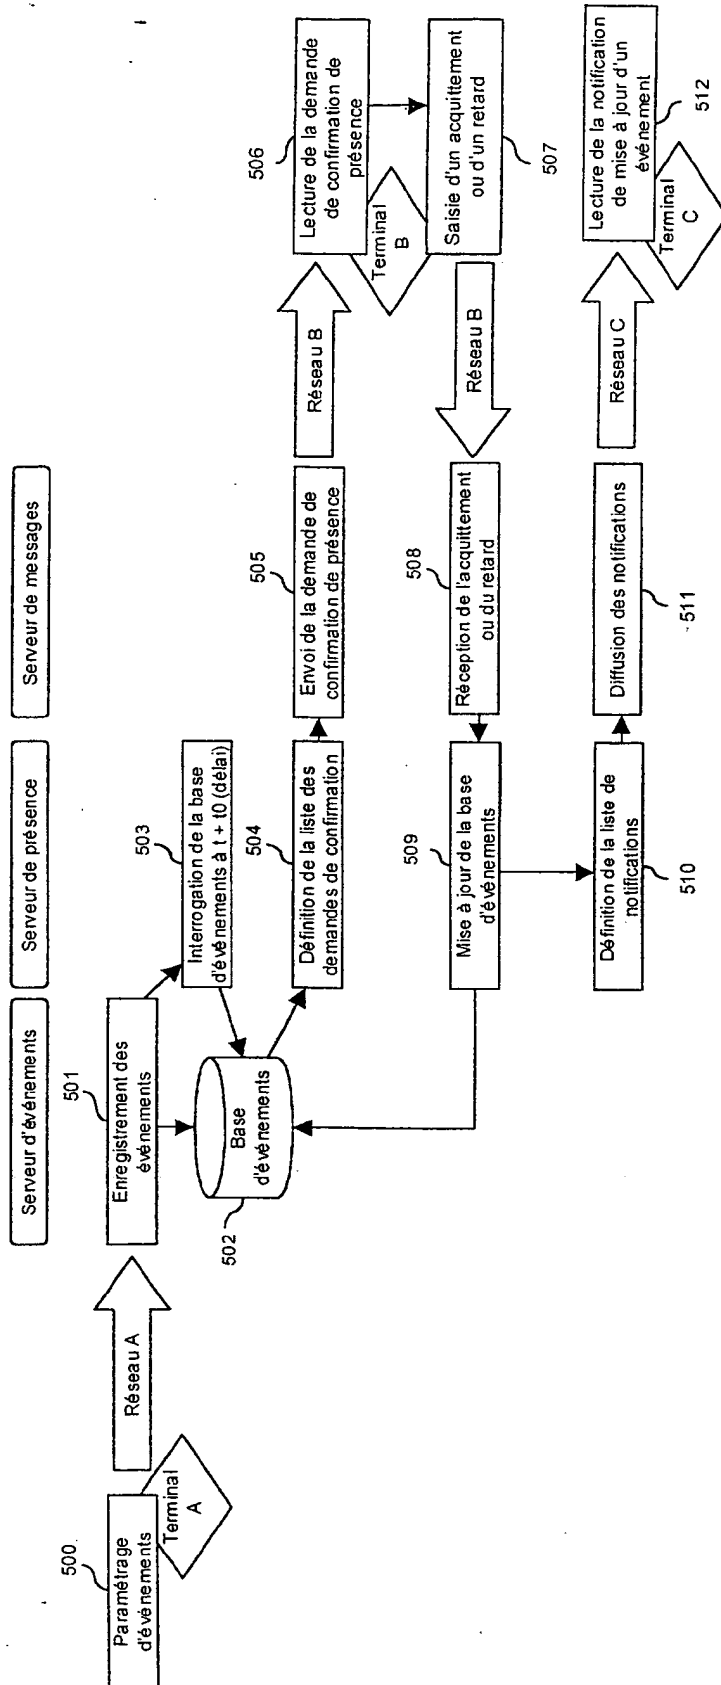 Serveur d'événements
Serveur de présence
Serveur de messages
500
Paramétrage
d'événements
Terminal
A
Réseau A
501
Enregistrement des
événements
502
Base
d'événements
503
Interrogation de la base
d'événements à t + t0 (délai)
504
Définition de la liste des
demandes de confirmation
505
Envoi de la demande de
confirmation de présence
Réseau B
506
Lecture de la demande
de confirmation de
présence
Terminal
B
Saisie d'un acquittement
ou d'un retard
507
Réseau B
508
Réception de l'acquittement
ou du retard
509
Mise à jour de la base
d'événements
Définition de la liste de
notifications
510
Diffusion des notifications
511
Réseau C
Lecture de la notification
de mise à jour d'un
événement
512
Terminal
C